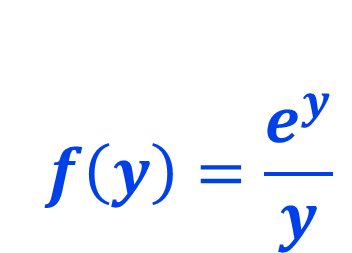 f(y) = e^y / y